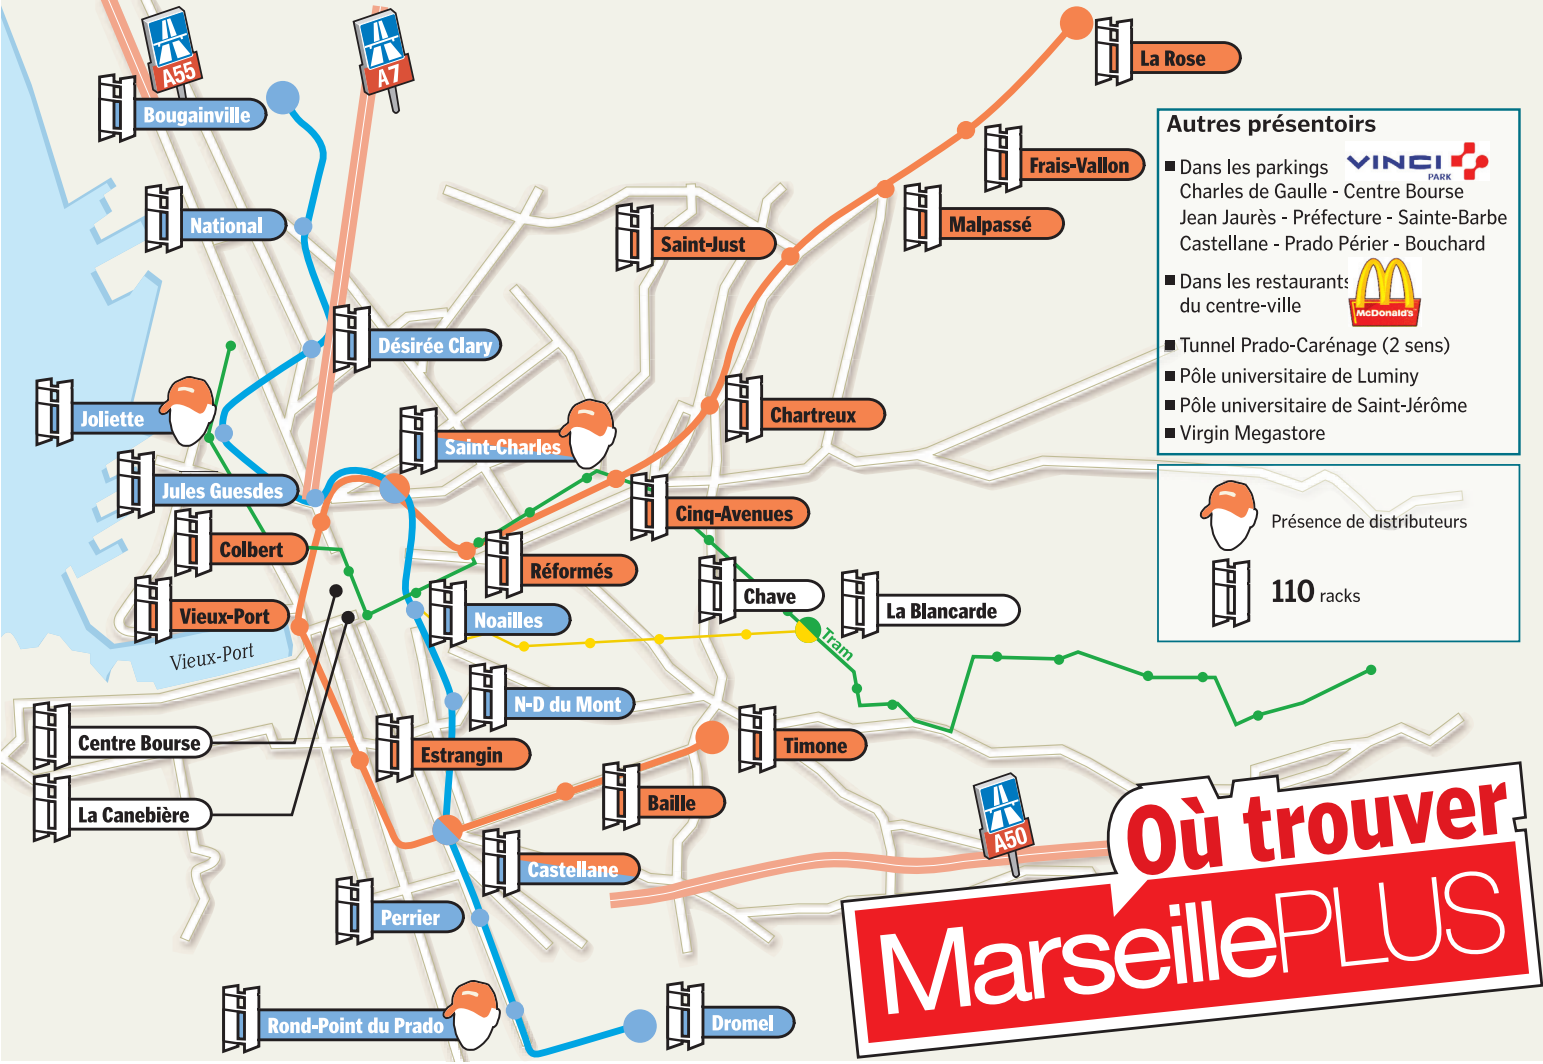 A55
A7
La Rose
Bougainville
Frais-Vallon
National
Malpassé
Saint-Just
Désirée Clary
Joliette
Chartreux
Saint-Charles
Jules Guesdes
Cinq-Avenues
Colbert
Réformés
Chave
La Blancarde
Vieux-Port
Noailles
Tram
Vieux-Port
N-D du Mont
Centre Bourse
Estrangin
Timone
La Canebière
Baille
A50
Castellane
Perrier
Rond-Point du Prado
Dromel
Autres présentoirs
Dans les parkings
VINCI
PARK
Charles de Gaulle - Centre Bourse
Jean Jaurès - Préfecture - Sainte-Barbe
Castellane - Prado Périer - Bouchard
Dans les restaurants
du centre-ville
McDonald's
Tunnel Prado-Carénage (2 sens)
Pôle universitaire de Luminy
Pôle universitaire de Saint-Jérôme
Virgin Megastore
Présence de distributeurs
110 racks
Où trouver
MarseillePLUS